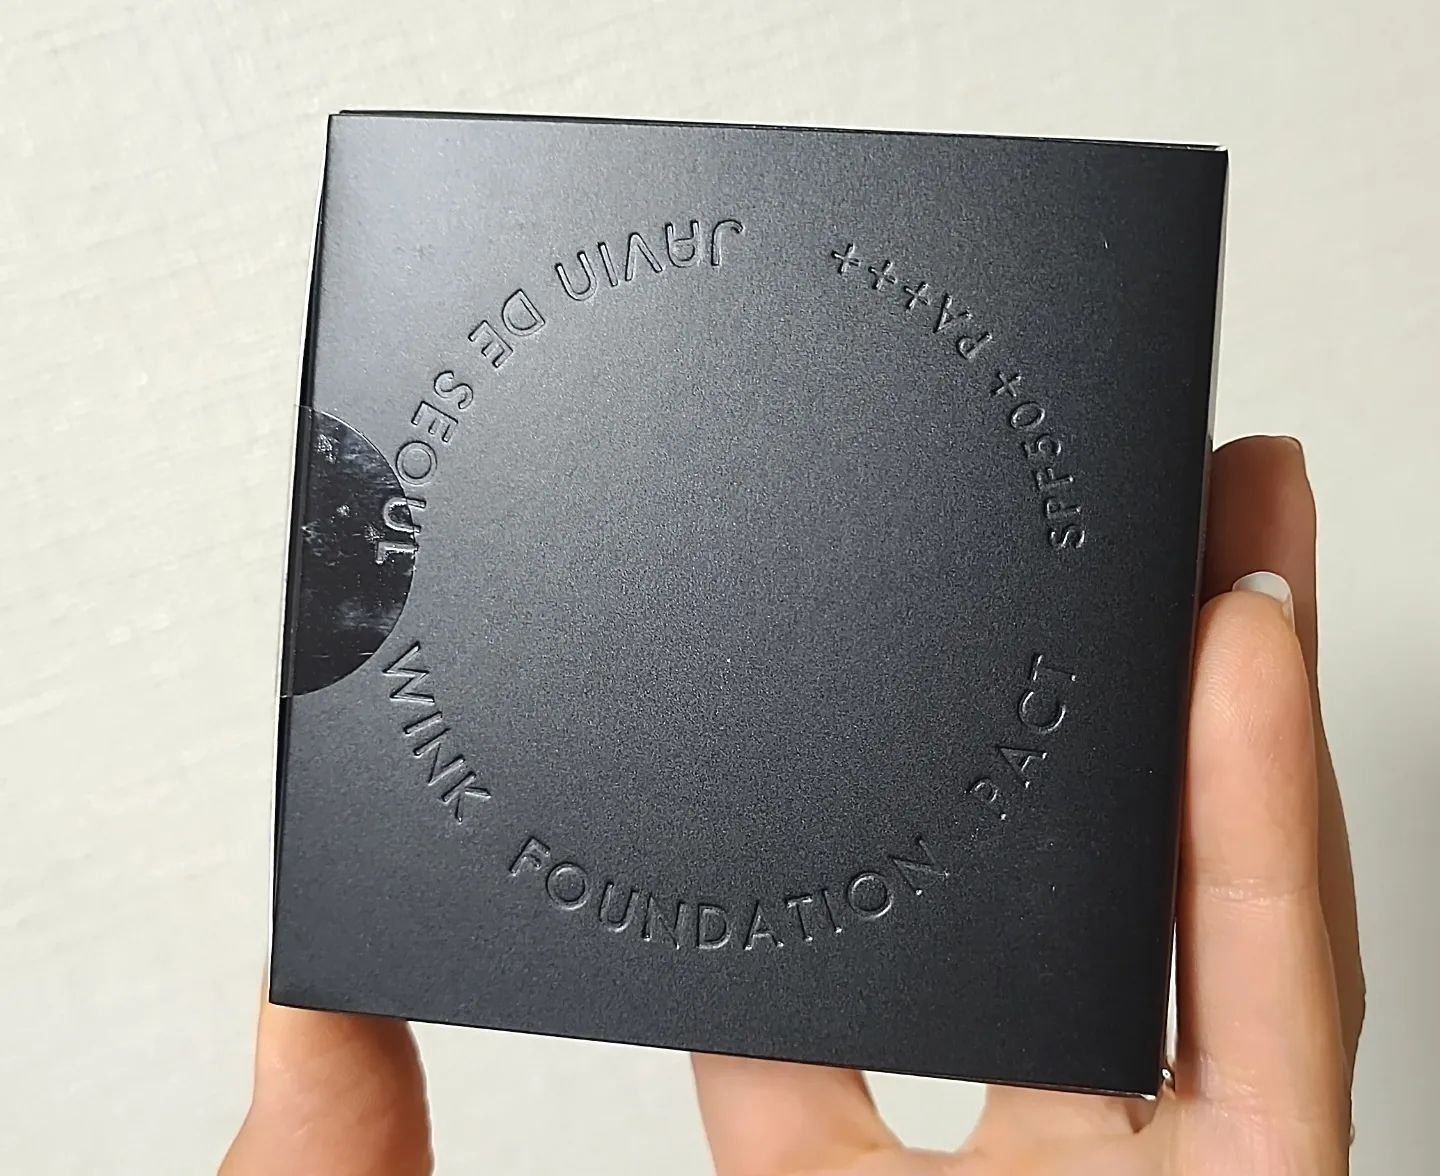 JAVIN DE SEOUL
WINK FOUNDATION PACT
SPF50+ PA++++